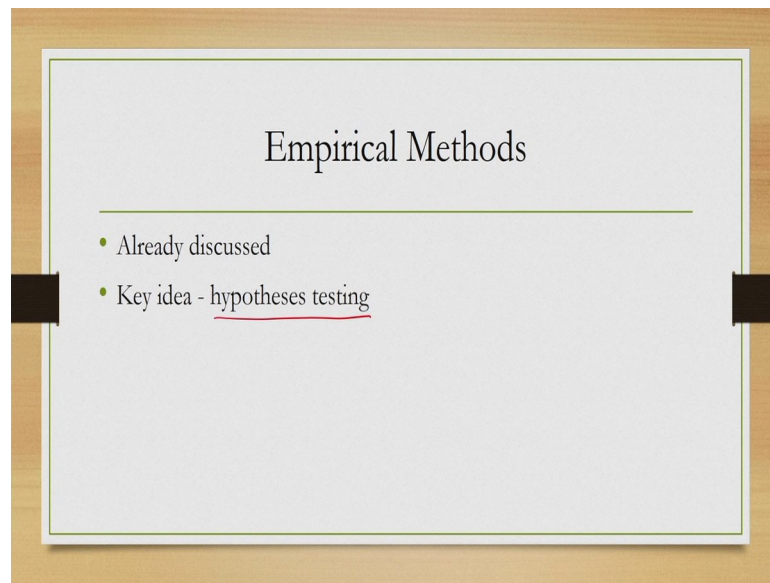 Empirical Methods
• Already discussed
• Key idea - hypotheses testing